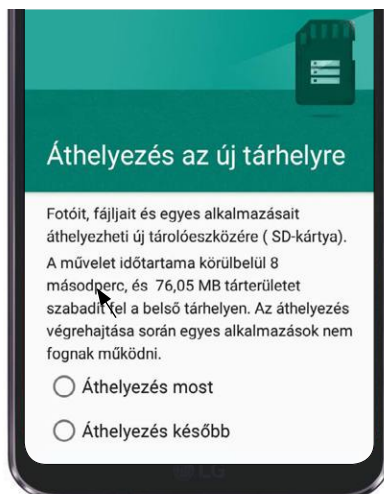 Áthelyezés az új tárhelyre
Fotóit, fájljait és egyes alkalmazásait
áthelyezheti új tárolóeszközére ( SD-kártya).
A művelet időtartama körülbelül 8
másodperc, és 76,05 MB tárterületet
szabadít fel a belső tárhelyen. Az áthelyezés
végrehajtása során egyes alkalmazások nem
fognak működni.
Áthelyezés most
Áthelyezés később
LG